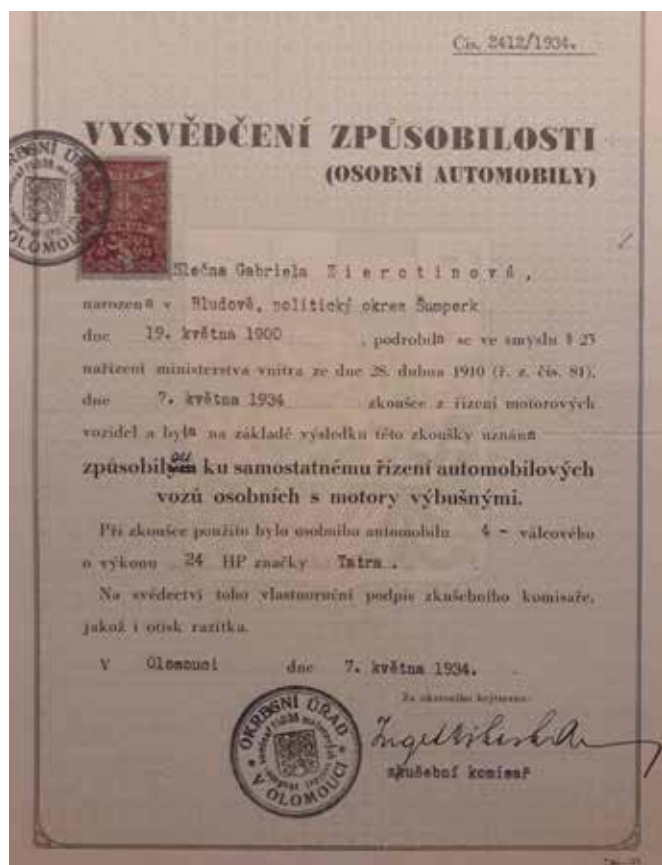 Čís. 2412/1934.
VYSVĚDČENÍ ZPŮSOBILOSTI
(OSOBNÍ AUTOMOBILY)
OKRESNÍ ÚŘAD
V OLOMOUCI
Slečna Gabriela Zierotinová,
narozena v Bludově, politický okres Šumperk
dne 19. května 1900, podrobila se ve smyslu § 23
nařízení ministerstva vnitra ze dne 28. dubna 1910 (ř. z. čís. 81),
dne 7. května 1934 zkoušce z řízení motorových
vozidel a byla na základě výsledku této zkoušky uznána
způsobilou ku samostatnému řízení automobilových
vozů osobních s motory výbušnými.
Při zkoušce použito bylo osobního automobilu 4 - válcového
o výkonu 24 HP značky Tatra.
Na svědectví toho vlastnoruční podpis zkušebního komisaře,
jakož i otisk razítka.
V Olomouci dne 7. května 1934.
Za okresního hejtmana:
zkušební komisař
OKRESNÍ ÚŘAD
V OLOMOUCI